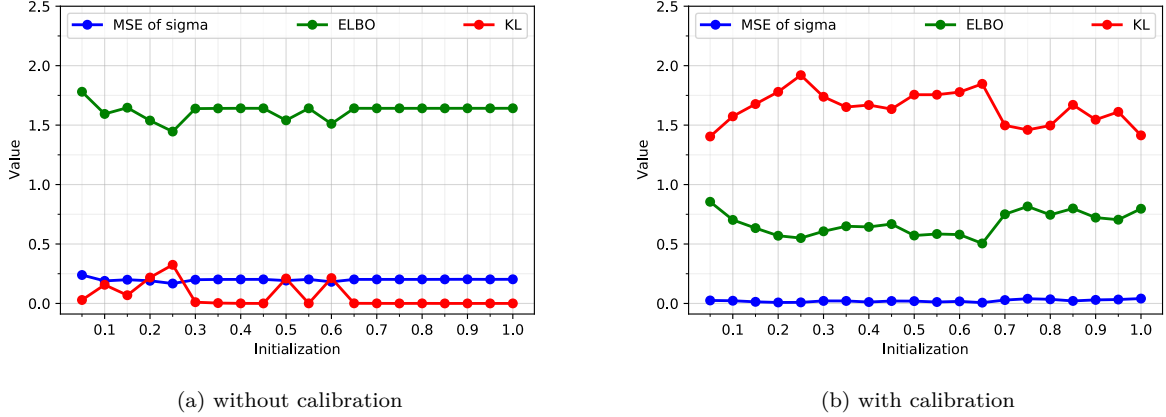 MSE of sigma ELBO KL
2.5
2.0
1.5
1.0
0.5
0.0
Value
0.1 0.2 0.3 0.4 0.5 0.6 0.7 0.8 0.9 1.0
Initialization
(a) without calibration
MSE of sigma ELBO KL
2.5
2.0
1.5
1.0
0.5
0.0
Value
0.1 0.2 0.3 0.4 0.5 0.6 0.7 0.8 0.9 1.0
Initialization
(b) with calibration